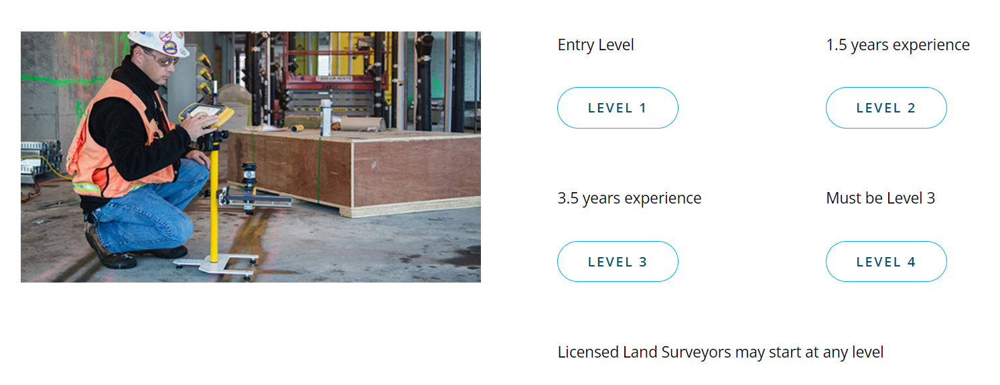 Entry Level
1.5 years experience
LEVEL 1
LEVEL 2
3.5 years experience
Must be Level 3
LEVEL 3
LEVEL 4
Licensed Land Surveyors may start at any level